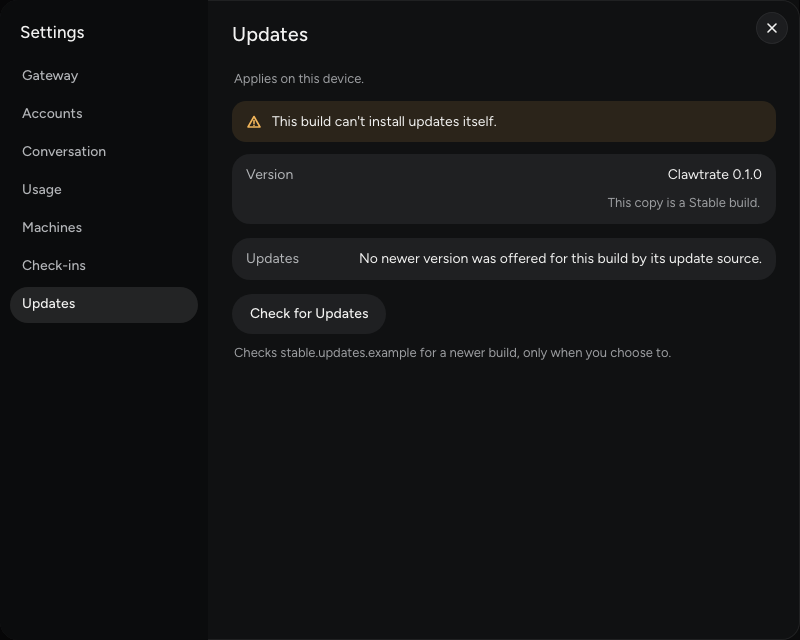 Settings
Gateway
Accounts
Conversation
Usage
Machines
Check-ins
Updates
Updates
Applies on this device.
This build can't install updates itself.
Version
Clawtrate 0.1.0
This copy is a Stable build.
Updates
No newer version was offered for this build by its update source.
Check for Updates
Checks stable.updates.example for a newer build, only when you choose to.